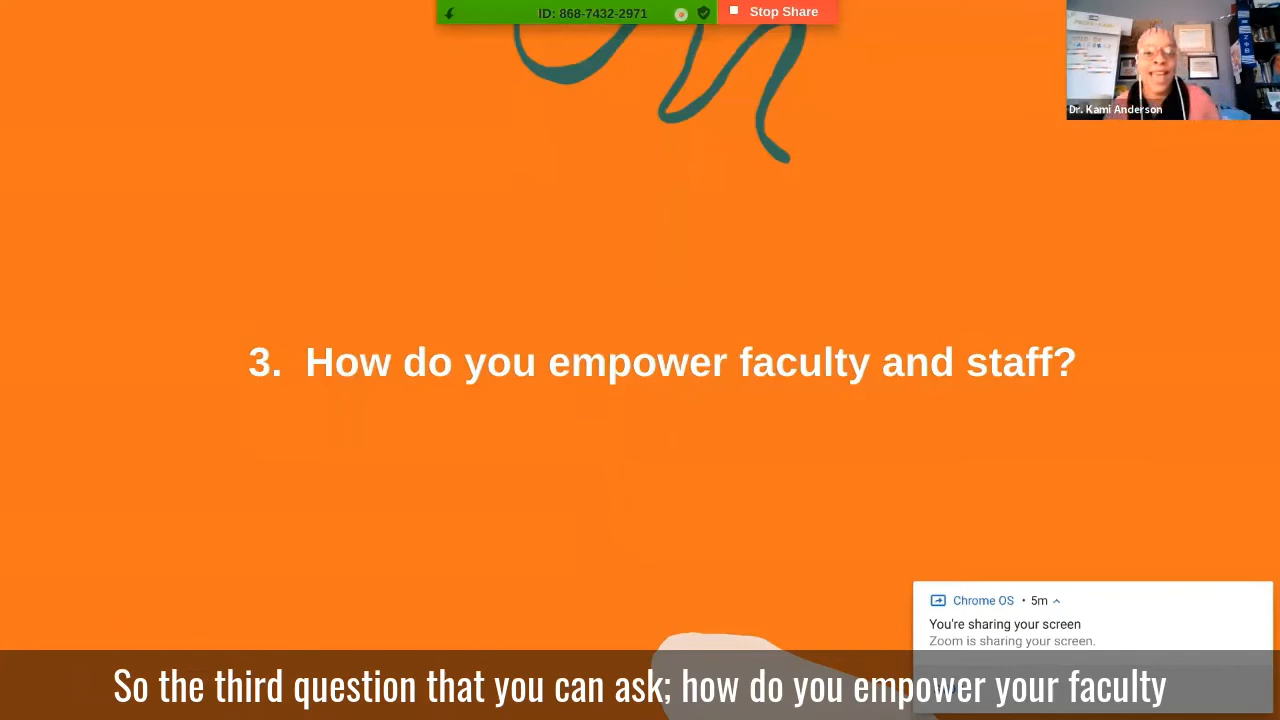 ID: 868-7432-2971
Stop Share
Dr. Kami Anderson
3. How do you empower faculty and staff?
Chrome OS • 5m
You're sharing your screen
Zoom is sharing your screen.
So the third question that you can ask; how do you empower your faculty